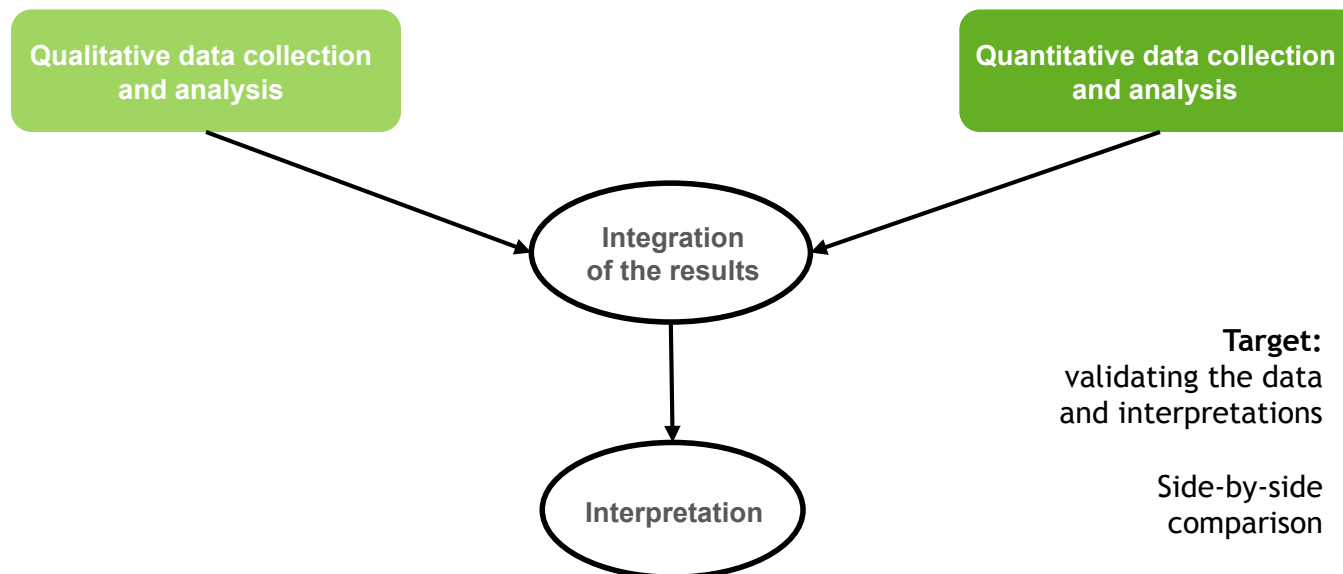 Qualitative data collection
and analysis
Quantitative data collection
and analysis
Integration
of the results
Target:
validating the data
and interpretations
Side-by-side
comparison
Interpretation